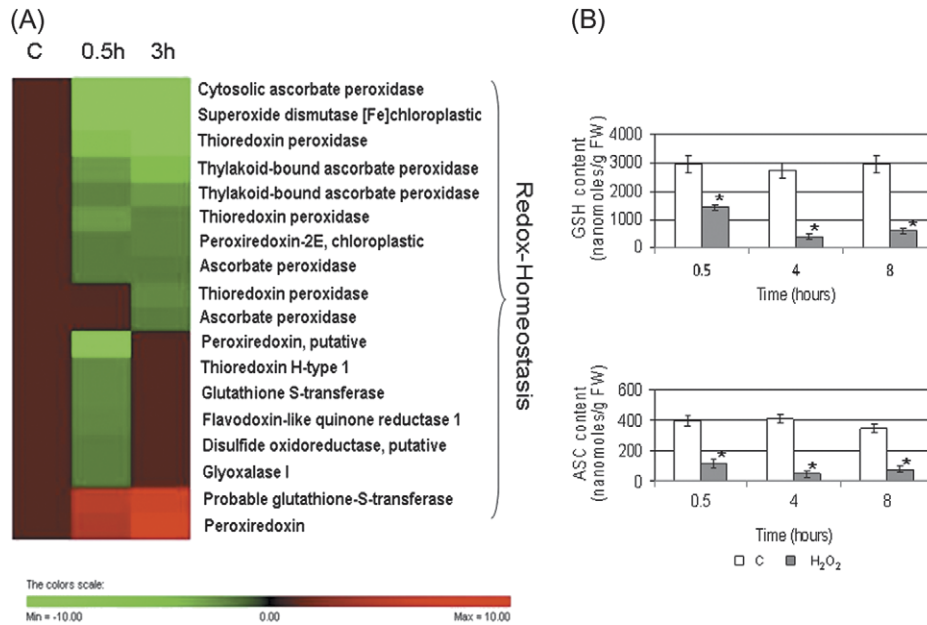 (A)
C 0.5h 3h
Cytosolic ascorbate peroxidase
Superoxide dismutase [Fe]chloroplastic
Thioredoxin peroxidase
Thylakoid-bound ascorbate peroxidase
Thylakoid-bound ascorbate peroxidase
Thioredoxin peroxidase
Peroxiredoxin-2E, chloroplastic
Ascorbate peroxidase
Thioredoxin peroxidase
Ascorbate peroxidase
Peroxiredoxin, putative
Thioredoxin H-type 1
Glutathione S-transferase
Flavodoxin-like quinone reductase 1
Disulfide oxidoreductase, putative
Glyoxalase I
Probable glutathione-S-transferase
Peroxiredoxin
Redox-Homeostasis
The colors scale:
Min = -10.00 0.00 Max = 10.00
(B)
GSH content
(nanomoles/g FW)
4000
3000
2000
1000
0
* * *
0.5 4 8
Time (hours)
ASC content
(nanomoles/g FW)
600
400
200
0
* * *
0.5 4 8
Time (hours)
C H₂O₂